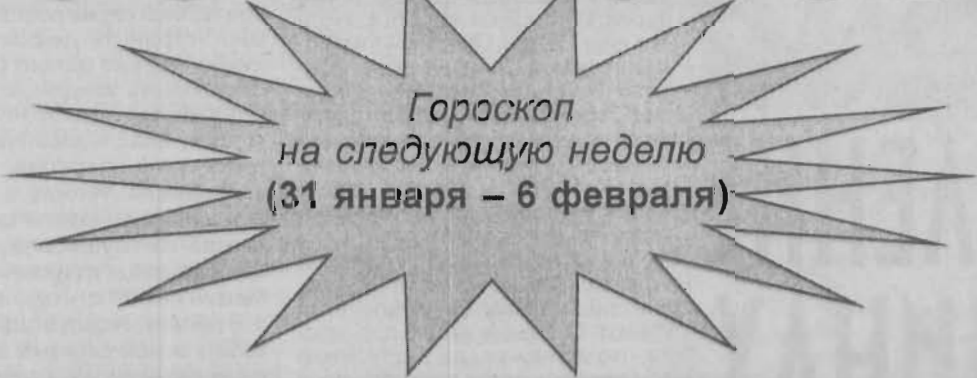 Гороскоп
на следующую неделю
(31 января – 6 февраля)